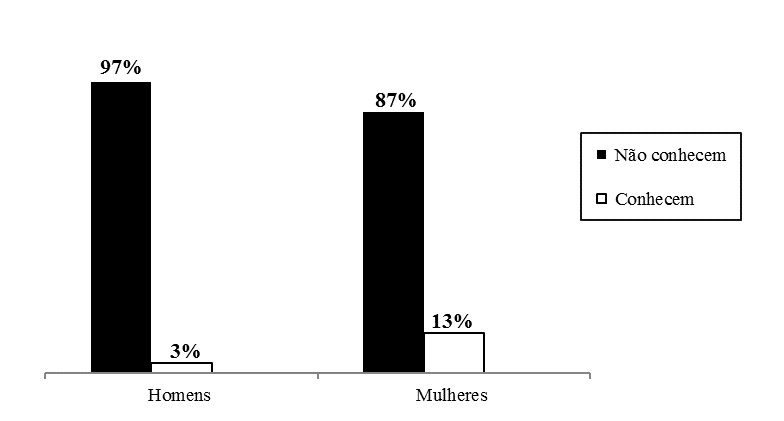 97%
87%
Não conhecem
Conhecem
13%
3%
Homens
Mulheres